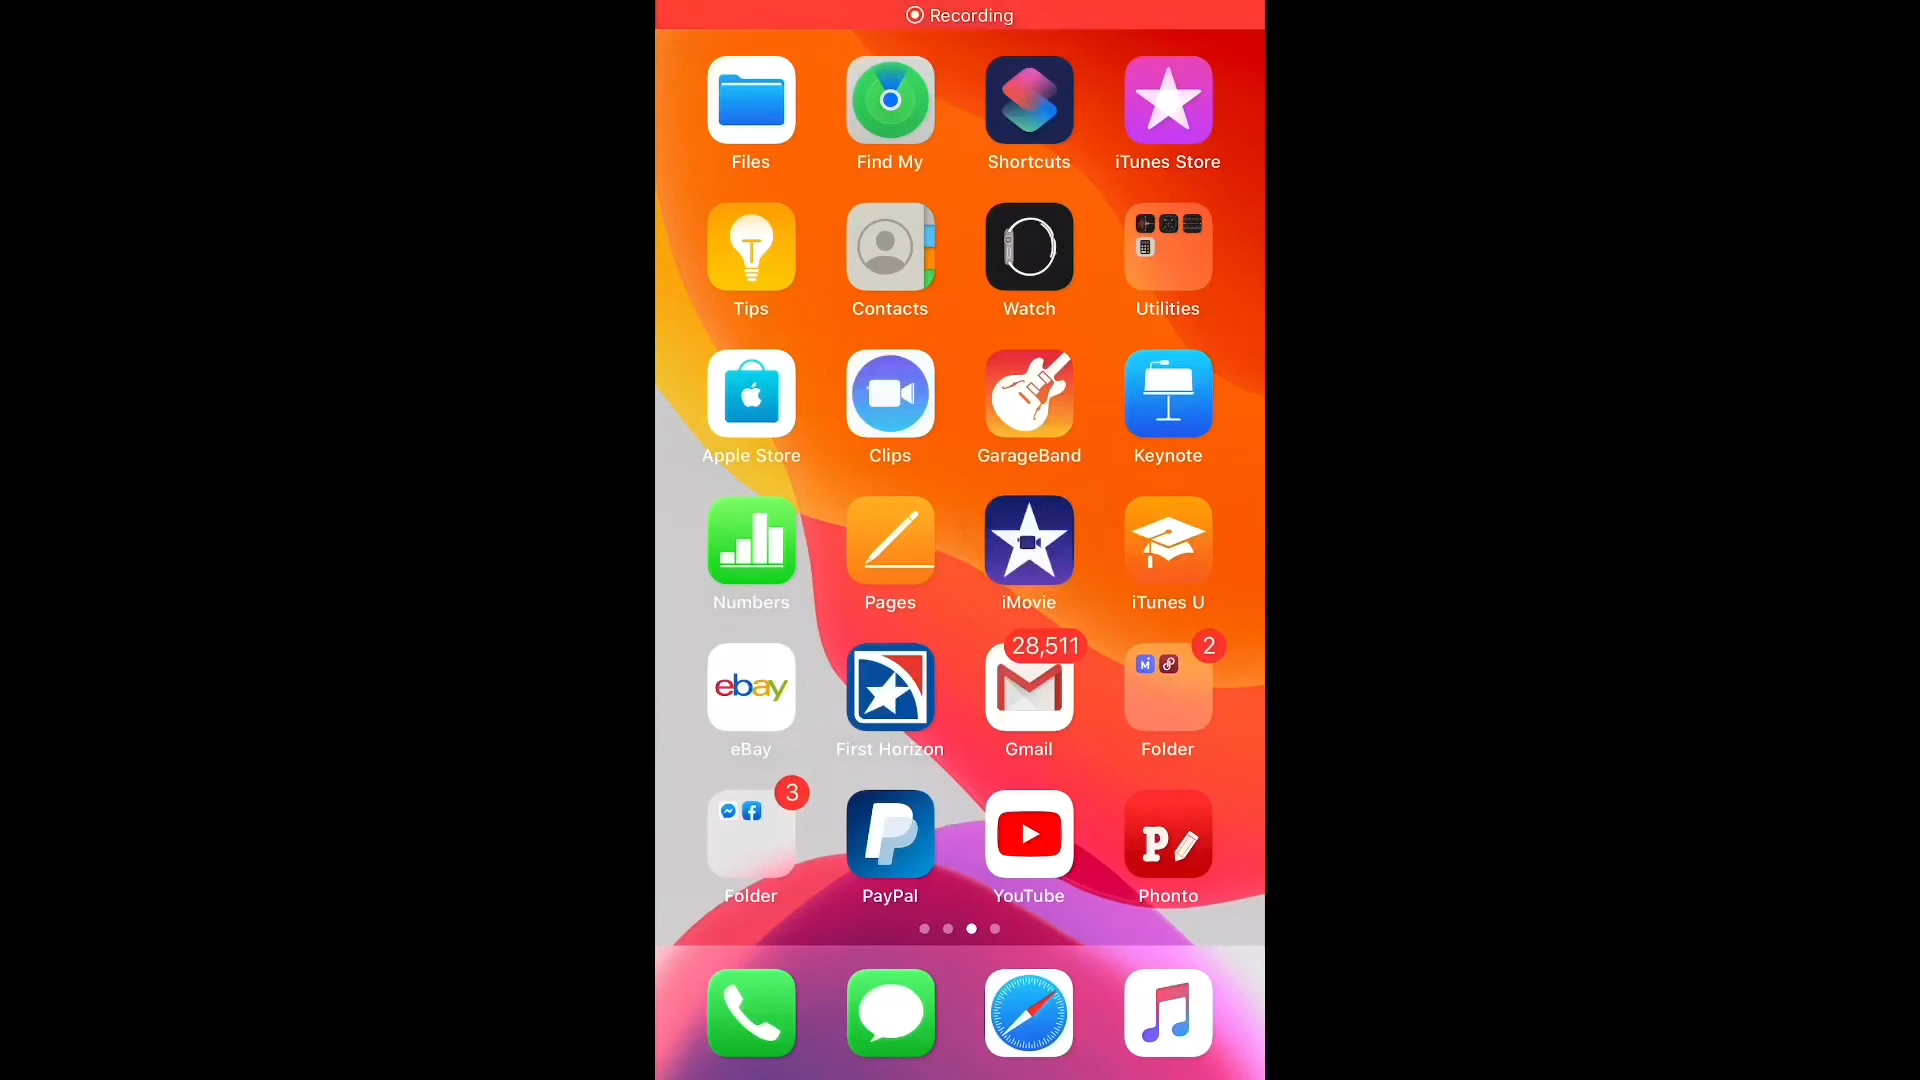 Recording
Files Find My Shortcuts iTunes Store
Tips Contacts Watch Utilities
Apple Store Clips GarageBand Keynote
Numbers Pages iMovie iTunes U
28,511 2
ebay M
eBay First Horizon Gmail Folder
3
P
Folder PayPal YouTube Phonto